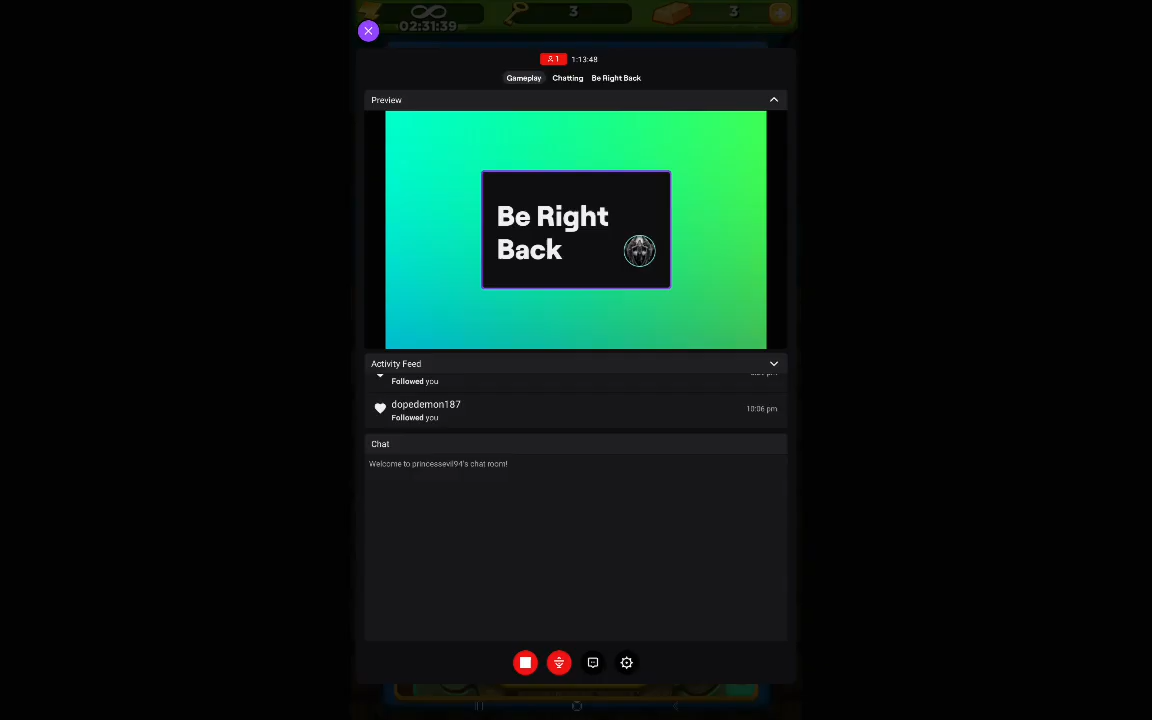 3
3
02:31:39
1
1:13:48
Gameplay
Chatting
Be Right Back
Preview
Be Right
Back
Activity Feed
Followed you
dopedemon187
Followed you
10:06 pm
Chat
Welcome to princessevil94's chat room!